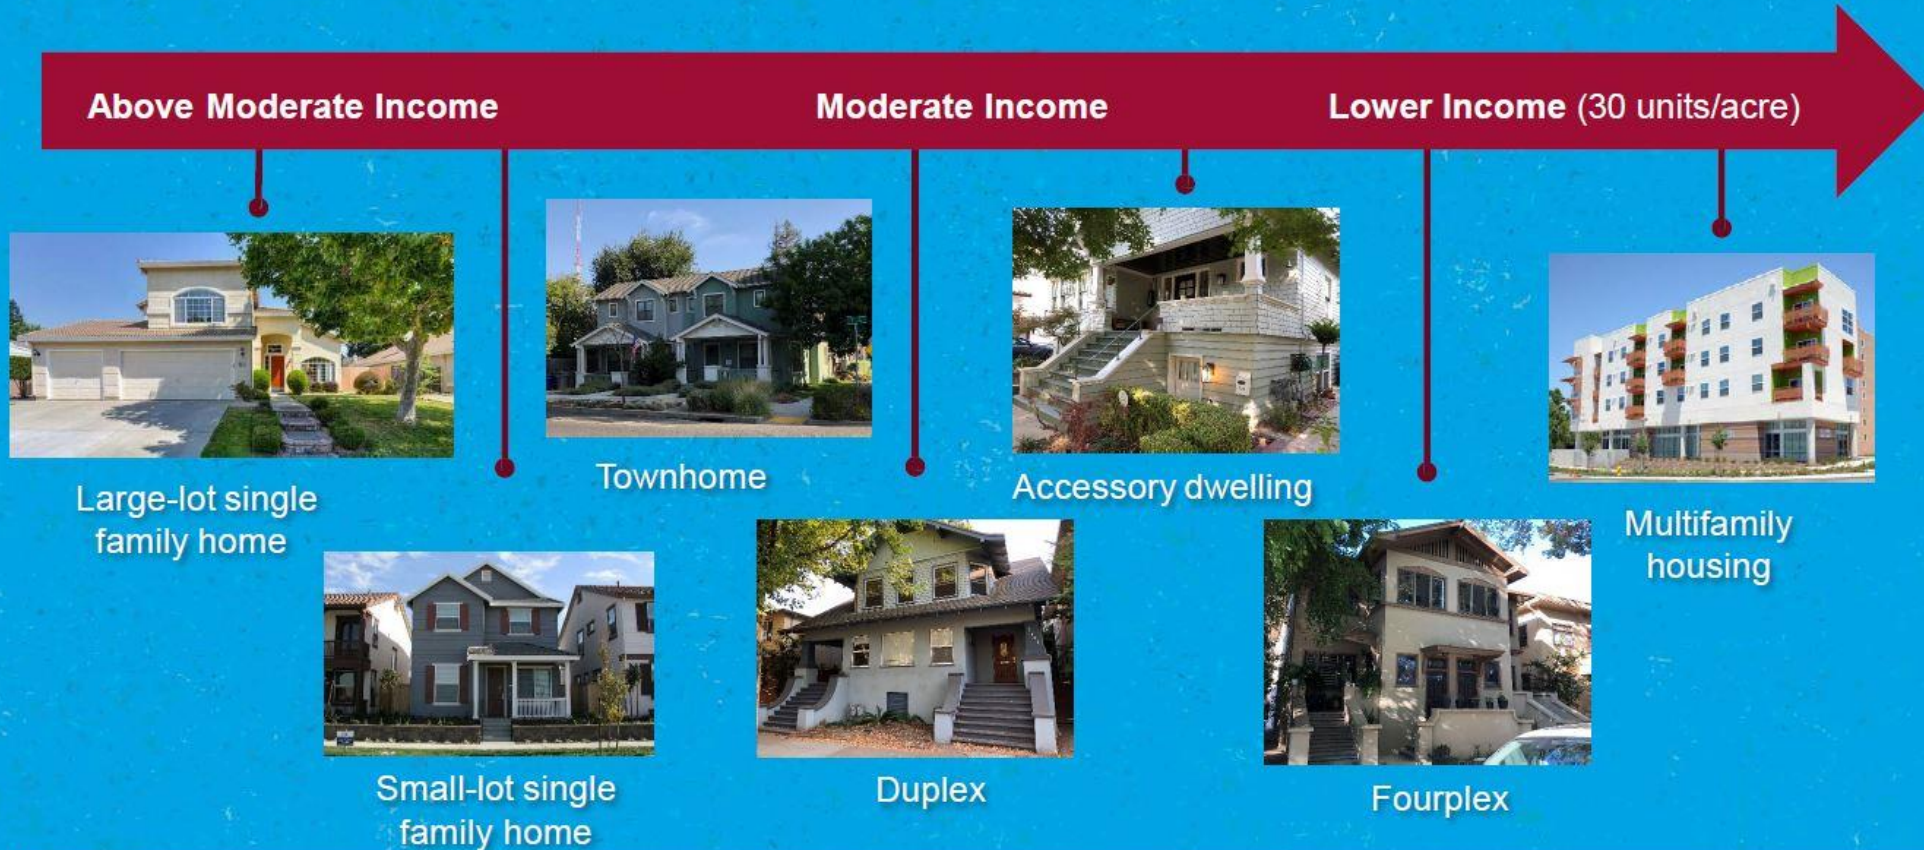 Above Moderate Income
Moderate Income
Lower Income (30 units/acre)
Large-lot single
family home
Small-lot single
family home
Townhome
Duplex
Accessory dwelling
Fourplex
Multifamily
housing